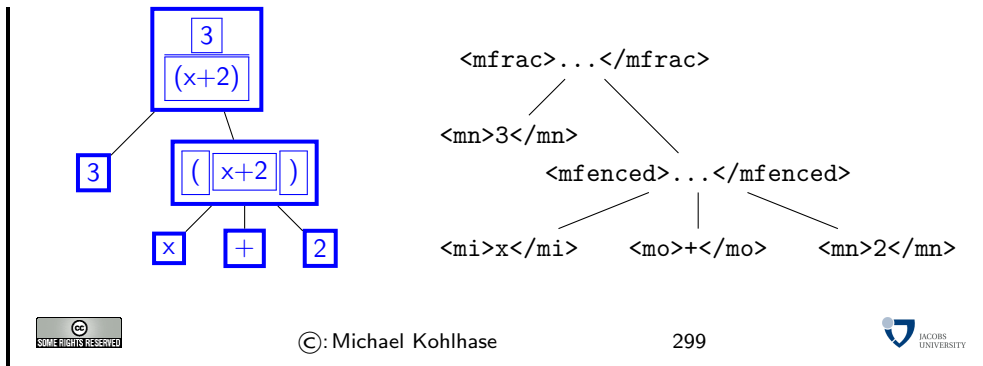 3
(x+2)
<mfrac>...</mfrac>
<mn>3</mn>
3
( x+2 )
<mfenced>...</mfenced>
x + 2
<mi>x</mi> <mo>+</mo> <mn>2</mn>
cc
SOME RIGHTS RESERVED
©: Michael Kohlhase
299
JACOBS
UNIVERSITY